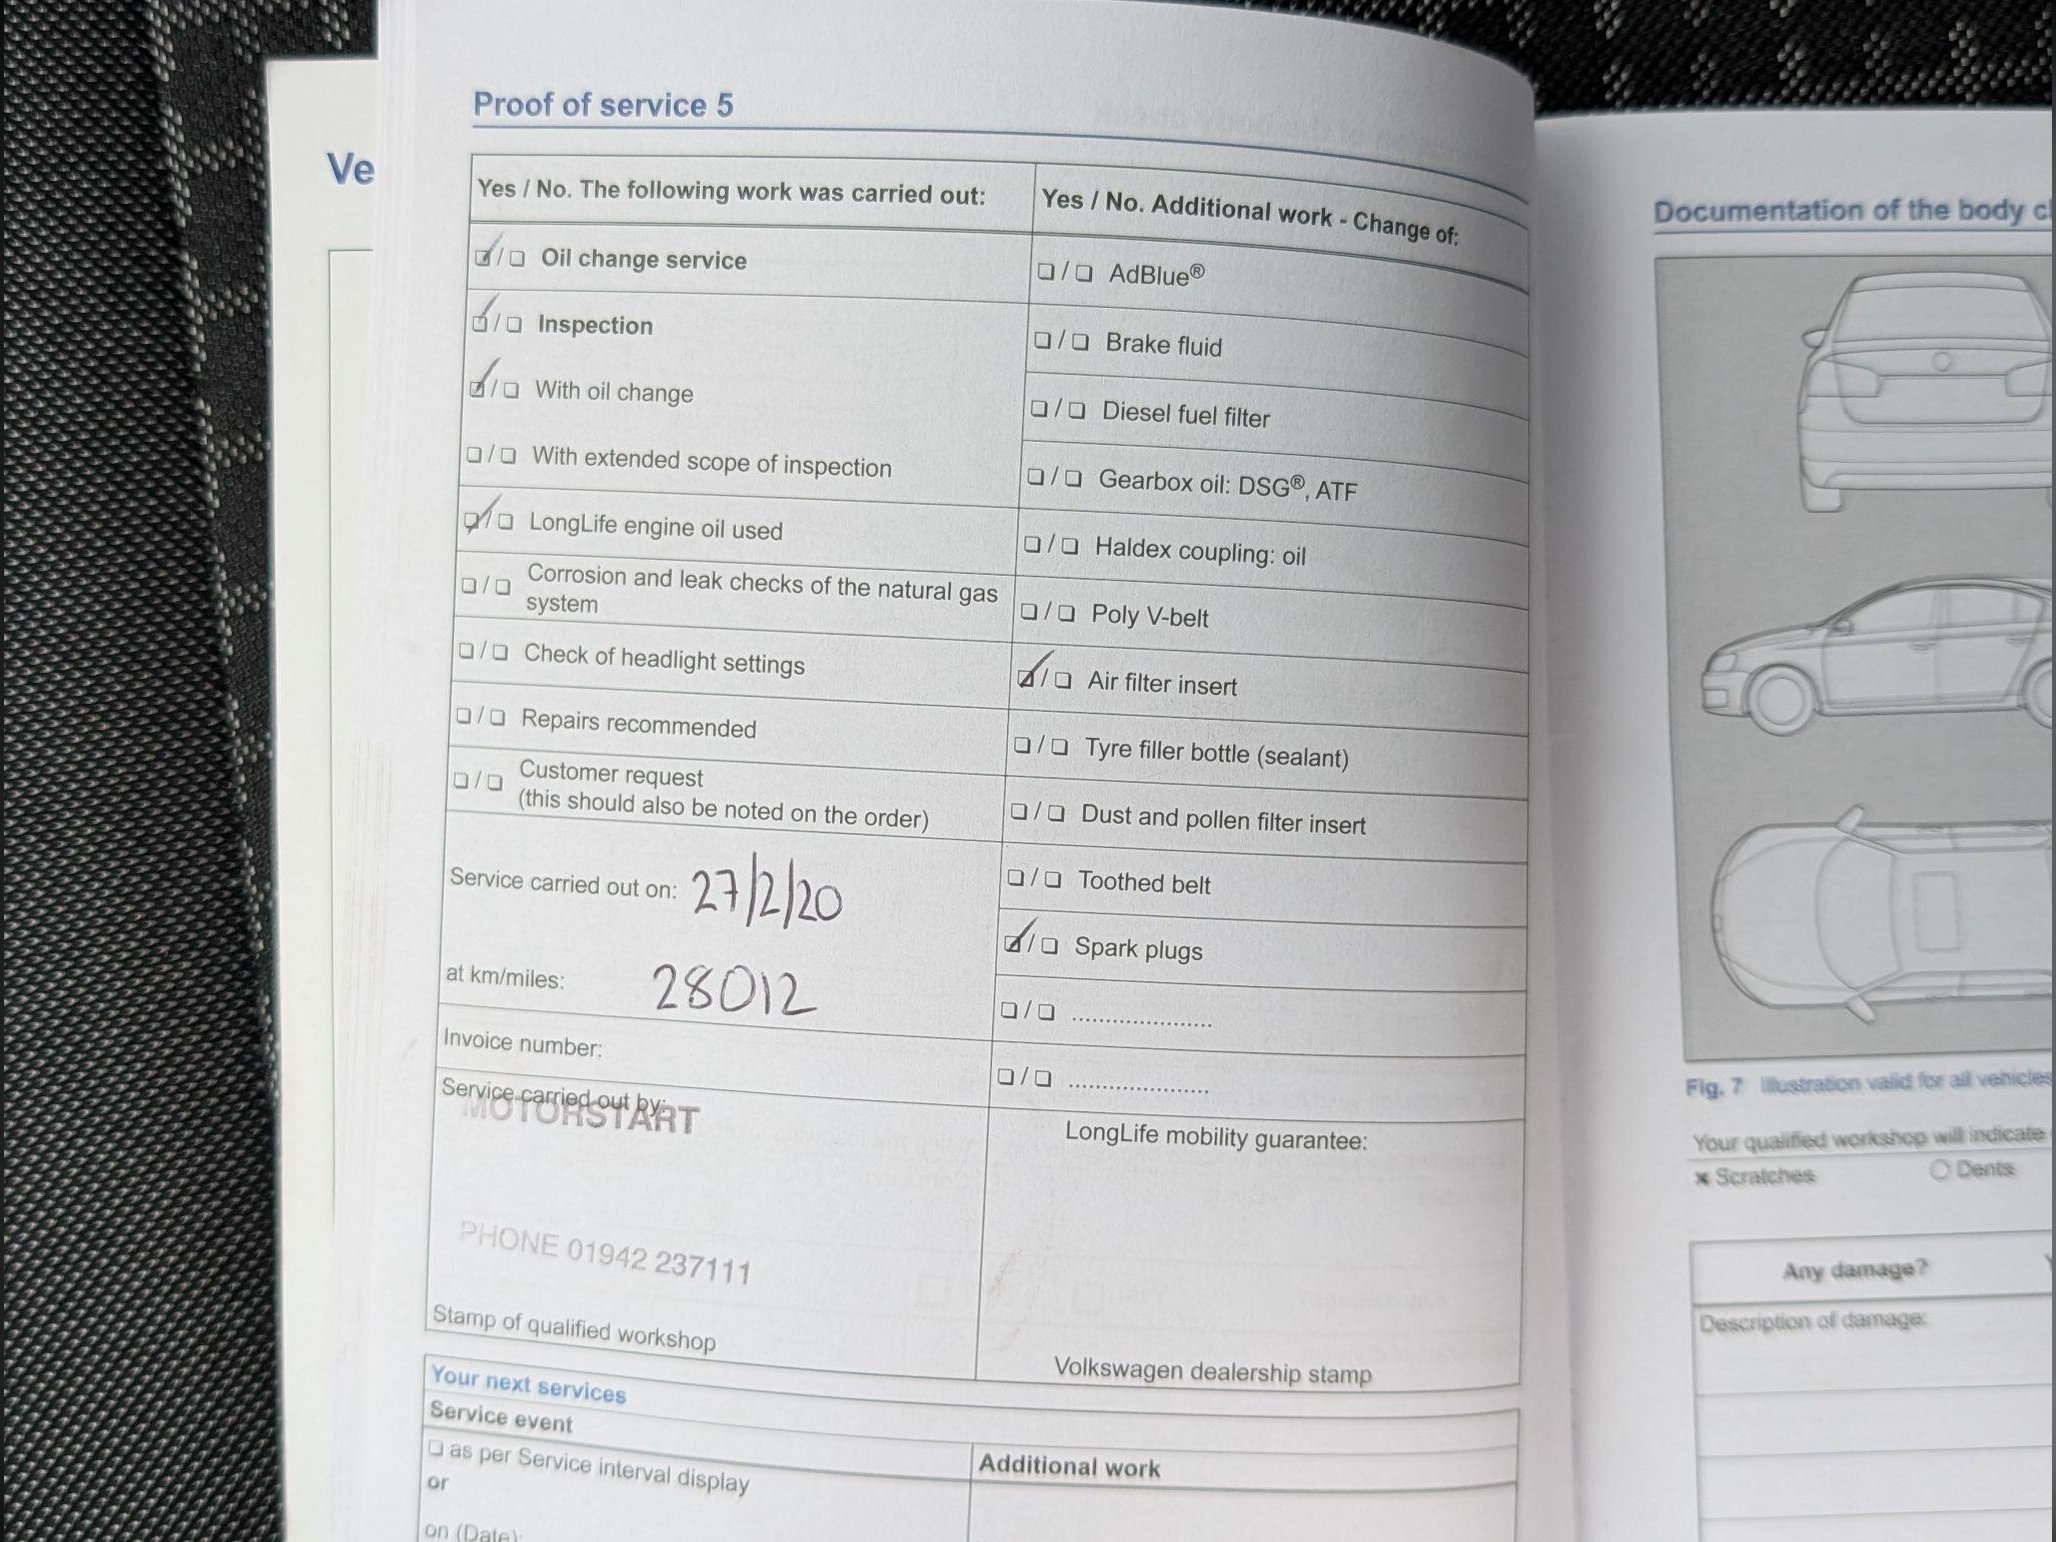 Proof of service 5
Ve
Yes / No. The following work was carried out:
Oil change service
Inspection
With oil change
With extended scope of inspection
LongLife engine oil used
Corrosion and leak checks of the natural gas
system
Check of headlight settings
Repairs recommended
Customer request
(this should also be noted on the order)
Service carried out on: 27/2/20
at km/miles: 28012
Invoice number:
Service carried out by:
MOTORSTART
PHONE 01942 237111
Stamp of qualified workshop
Yes / No. Additional work - Change of:
AdBlue®
Brake fluid
Diesel fuel filter
Gearbox oil: DSG®, ATF
Haldex coupling: oil
Poly V-belt
Air filter insert
Tyre filler bottle (sealant)
Dust and pollen filter insert
Toothed belt
Spark plugs
.....................
.....................
LongLife mobility guarantee:
Volkswagen dealership stamp
Your next services
Service event
as per Service interval display
or
on (Date):
Additional work
Documentation of the body
Fig. 7 Illustration valid for all vehicles
Your qualified workshop will indicate
Scratches
Dents
Any damage?
Description of damage: